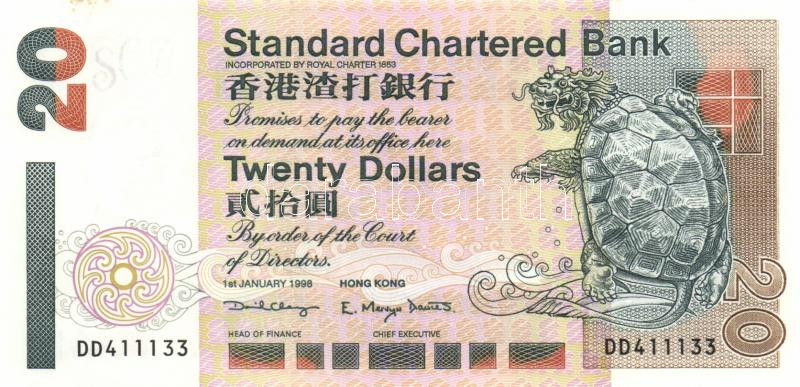 20
Standard Chartered Bank
INCORPORATED BY ROYAL CHARTER 1853
香港渣打銀行
Promises to pay the bearer
on demand at its office here
Twenty Dollars
貳拾圓
By order of the Court
of Directors.
1ST JANUARY 1998 HONG KONG
E. Mervyn Davies
HEAD OF FINANCE CHIEF EXECUTIVE
DD411133 DD411133
20